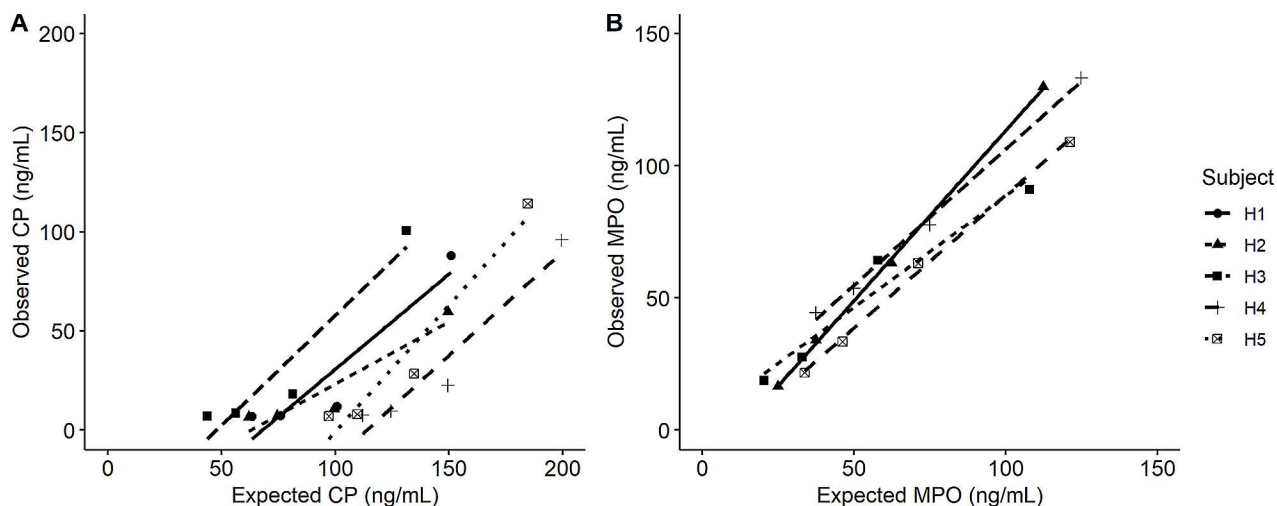 A
Observed CP (ng/mL)
200
150
100
50
0
0 50 100 150 200
Expected CP (ng/mL)
B
Observed MPO (ng/mL)
150
100
50
0
0 50 100 150
Expected MPO (ng/mL)
Subject
H1
H2
H3
H4
H5